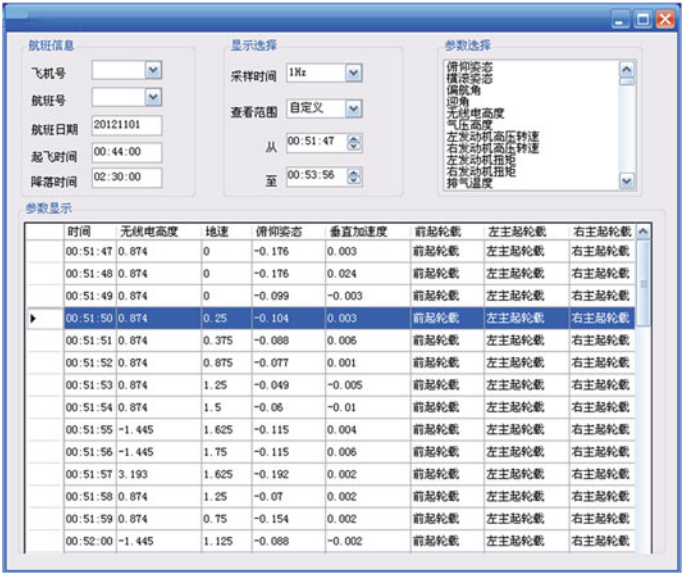 航班信息
飞机号
航班号
航班日期 20121101
起飞时间 00:44:00
降落时间 02:30:00
显示选择
采样时间 1Hz
查看范围 自定义
从 00:51:47
至 00:53:56
参数选择
俯仰姿态
横滚姿态
偏航角
迎角
无线电高度
气压高度
左发动机高压转速
右发动机高压转速
左发动机扭矩
右发动机扭矩
排气温度
参数显示
时间 无线电高度 地速 俯仰姿态 垂直加速度 前起轮载 左主起轮载 右主起轮载
00:51:47 0.874 0 -0.176 0.003 前起轮载 左主起轮载 右主起轮载
00:51:48 0.874 0 -0.176 0.024 前起轮载 左主起轮载 右主起轮载
00:51:49 0.874 0 -0.099 -0.003 前起轮载 左主起轮载 右主起轮载
00:51:50 0.874 0.25 -0.104 0.003 前起轮载 左主起轮载 右主起轮载
00:51:51 0.874 0.375 -0.088 0.006 前起轮载 左主起轮载 右主起轮载
00:51:52 0.874 0.875 -0.077 0.001 前起轮载 左主起轮载 右主起轮载
00:51:53 0.874 1.25 -0.049 -0.005 前起轮载 左主起轮载 右主起轮载
00:51:54 0.874 1.5 -0.06 -0.01 前起轮载 左主起轮载 右主起轮载
00:51:55 -1.445 1.625 -0.115 0.004 前起轮载 左主起轮载 右主起轮载
00:51:56 -1.445 1.75 -0.115 0.006 前起轮载 左主起轮载 右主起轮载
00:51:57 3.193 1.625 -0.192 0.002 前起轮载 左主起轮载 右主起轮载
00:51:58 0.874 1.25 -0.07 0.002 前起轮载 左主起轮载 右主起轮载
00:51:59 0.874 0.75 -0.154 0.002 前起轮载 左主起轮载 右主起轮载
00:52:00 -1.445 1.125 -0.088 -0.002 前起轮载 左主起轮载 右主起轮载